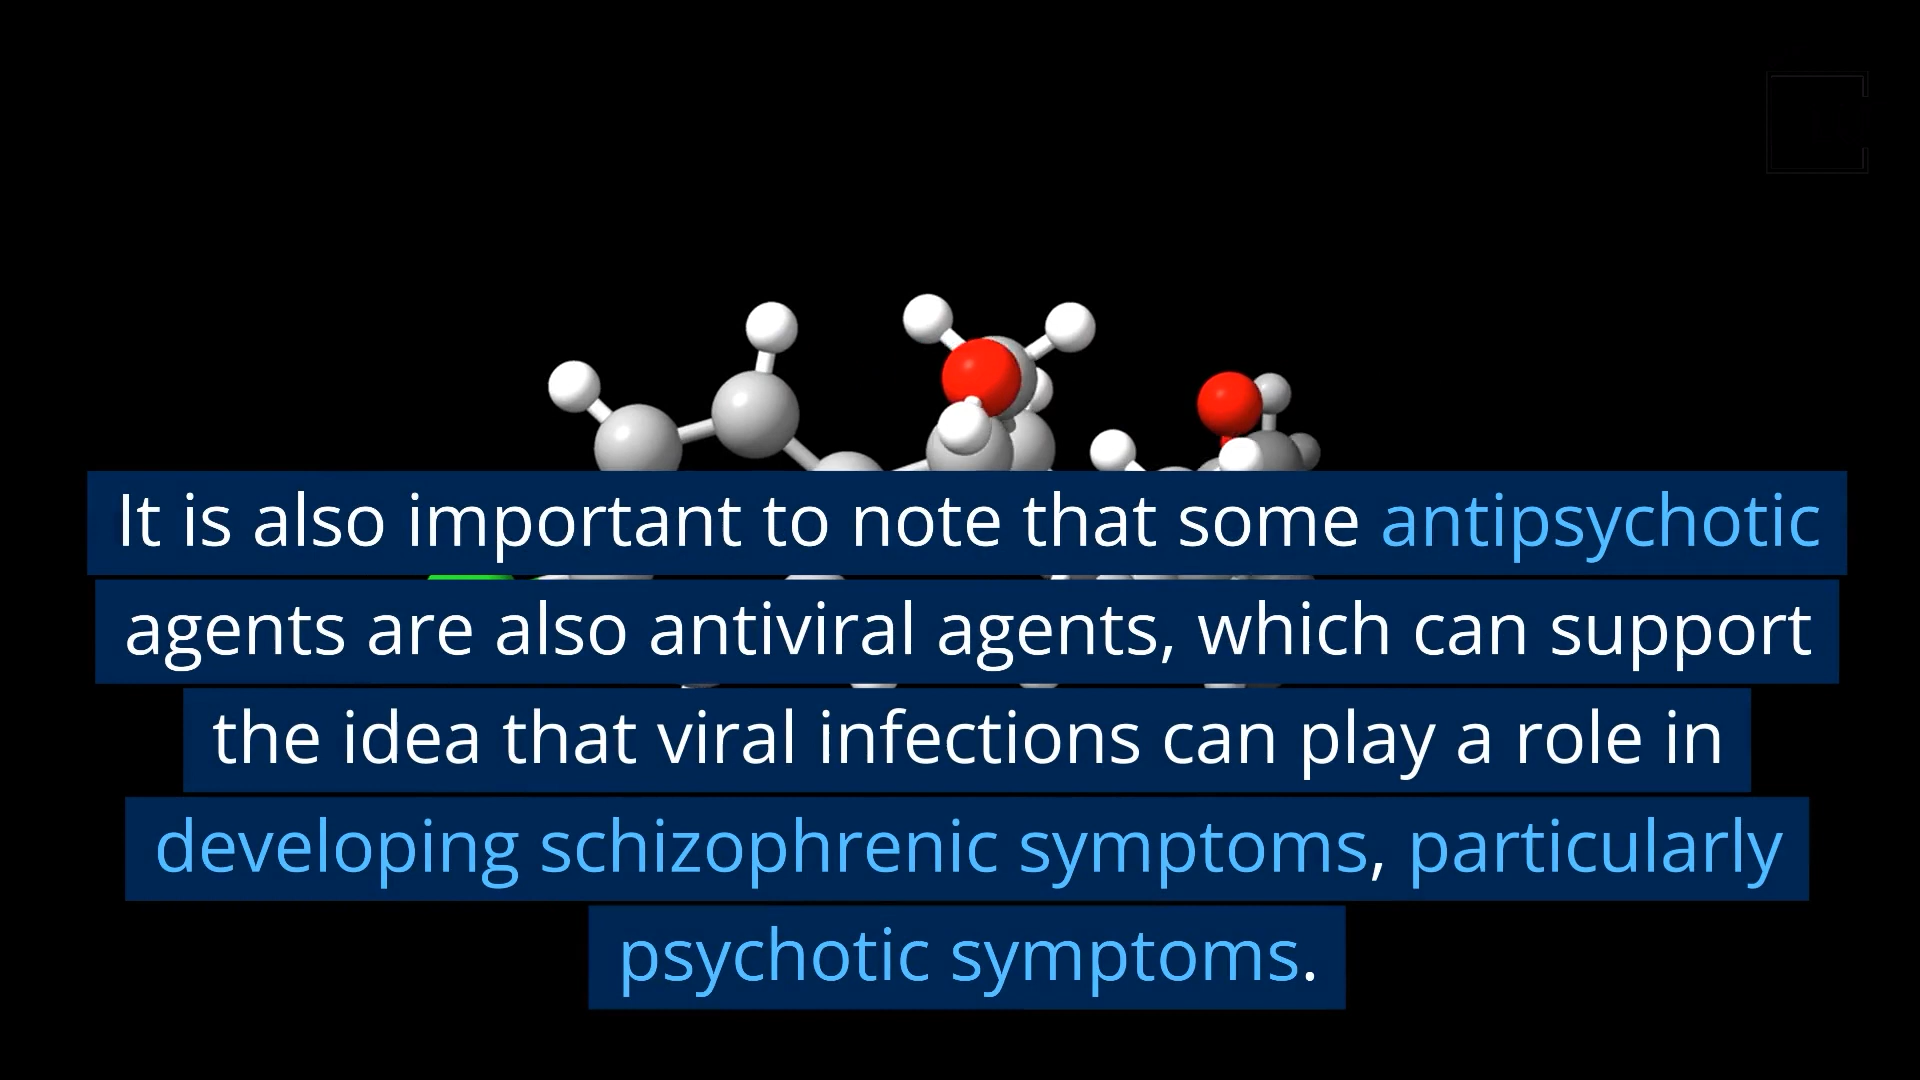 It is also important to note that some antipsychotic
agents are also antiviral agents, which can support
the idea that viral infections can play a role in
developing schizophrenic symptoms, particularly
psychotic symptoms.